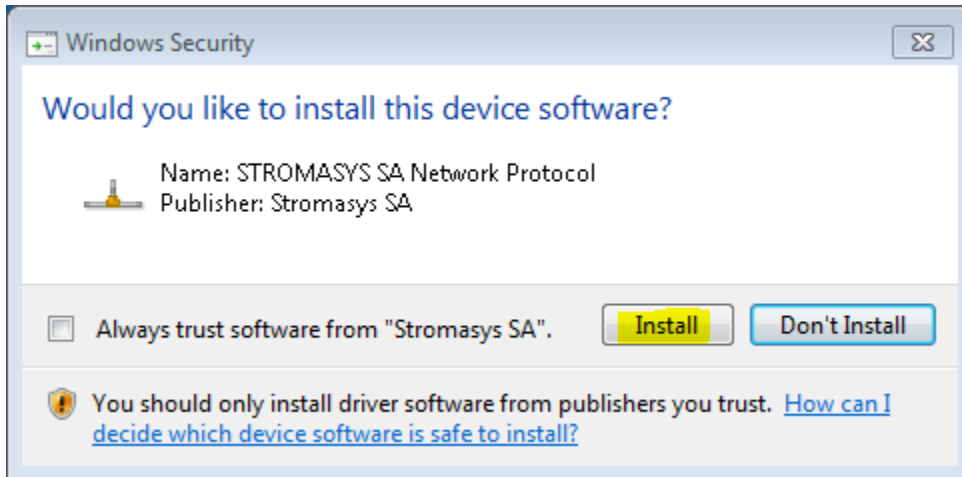 Windows Security
Would you like to install this device software?
Name: STROMASYS SA Network Protocol
Publisher: Stromasys SA
Always trust software from "Stromasys SA".
Install
Don't Install
You should only install driver software from publishers you trust. How can I
decide which device software is safe to install?